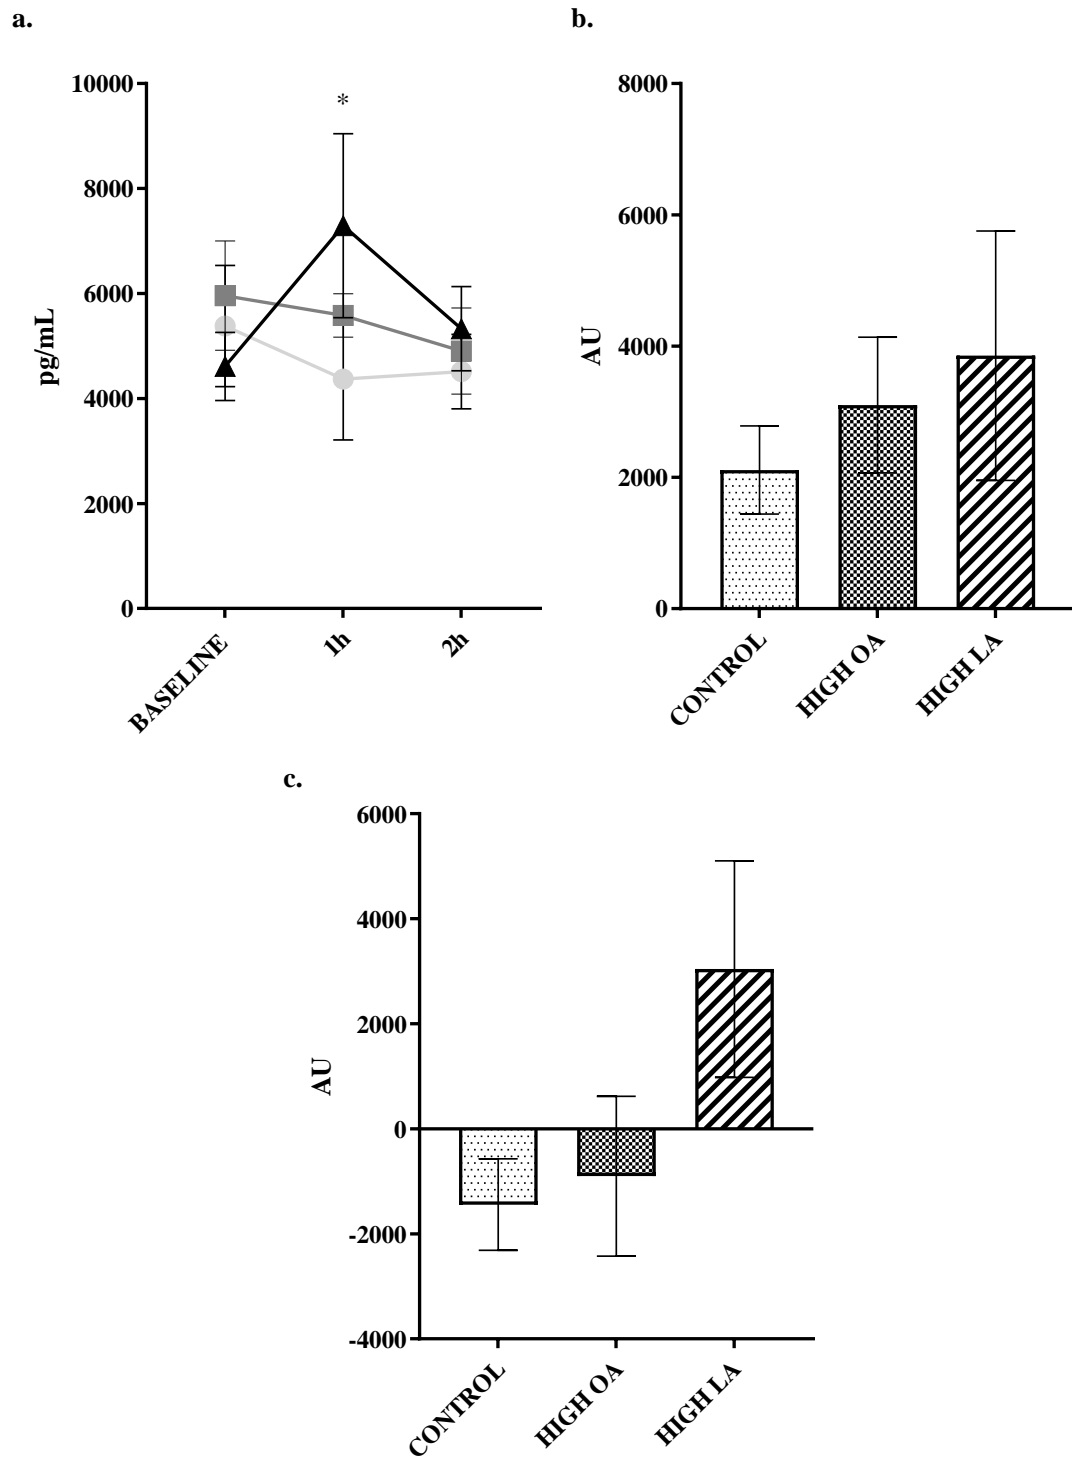 a.
10000
8000
6000
4000
2000
0
pg/mL
*
BASELINE
1h
2h
b.
8000
6000
4000
2000
0
AU
CONTROL
HIGH OA
HIGH LA
c.
6000
4000
2000
0
-2000
-4000
AU
CONTROL
HIGH OA
HIGH LA